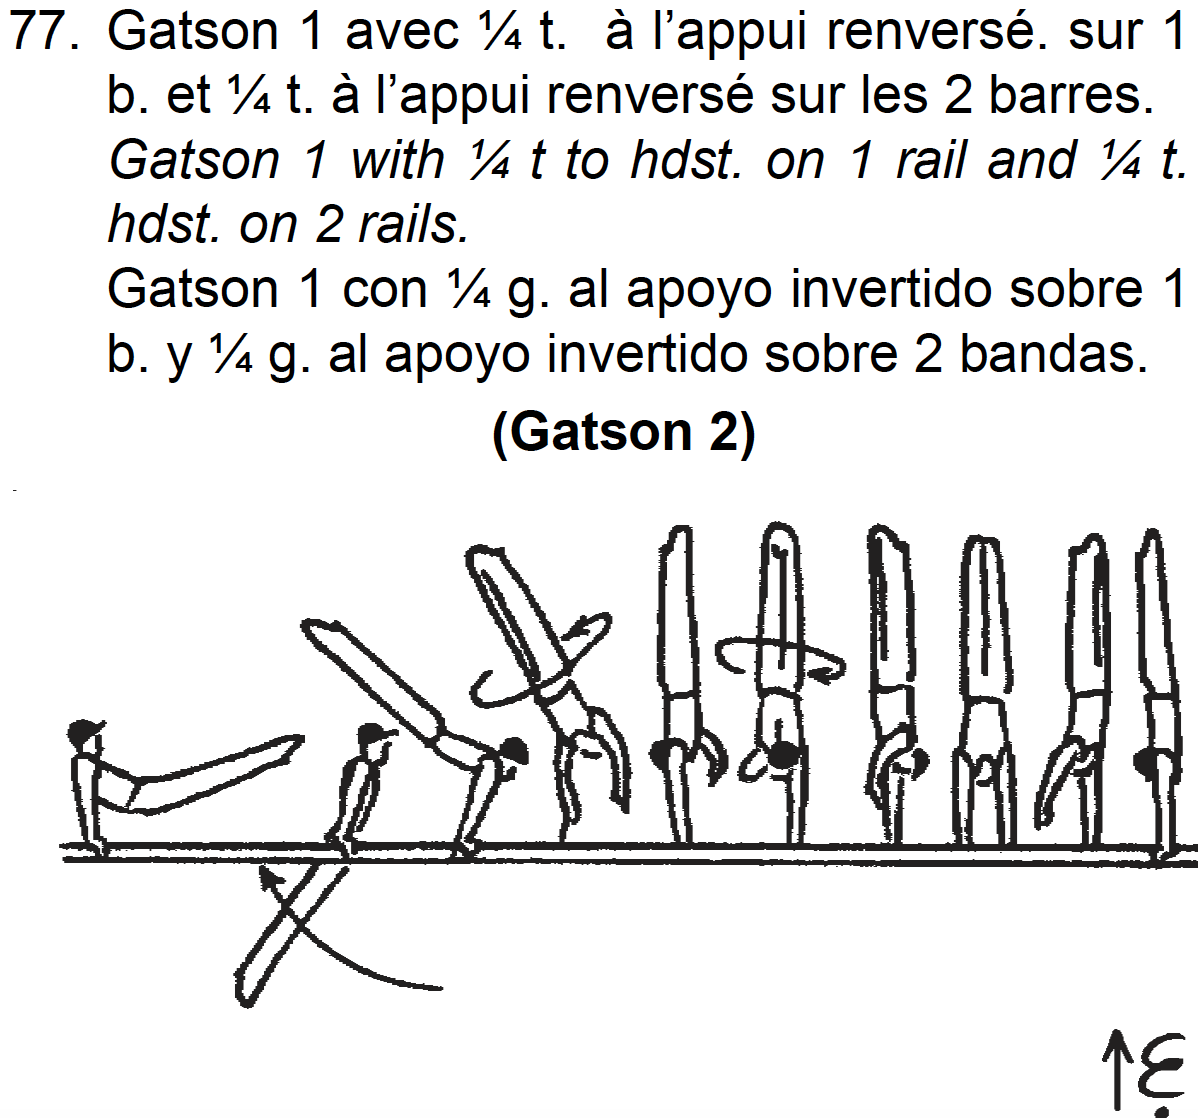 77. Gatson 1 avec ¼ t. à l’appui renversé. sur 1
b. et ¼ t. à l’appui renversé sur les 2 barres.
Gatson 1 with ¼ t to hdst. on 1 rail and ¼ t.
hdst. on 2 rails.
Gatson 1 con ¼ g. al apoyo invertido sobre 1
b. y ¼ g. al apoyo invertido sobre 2 bandas.
(Gatson 2)